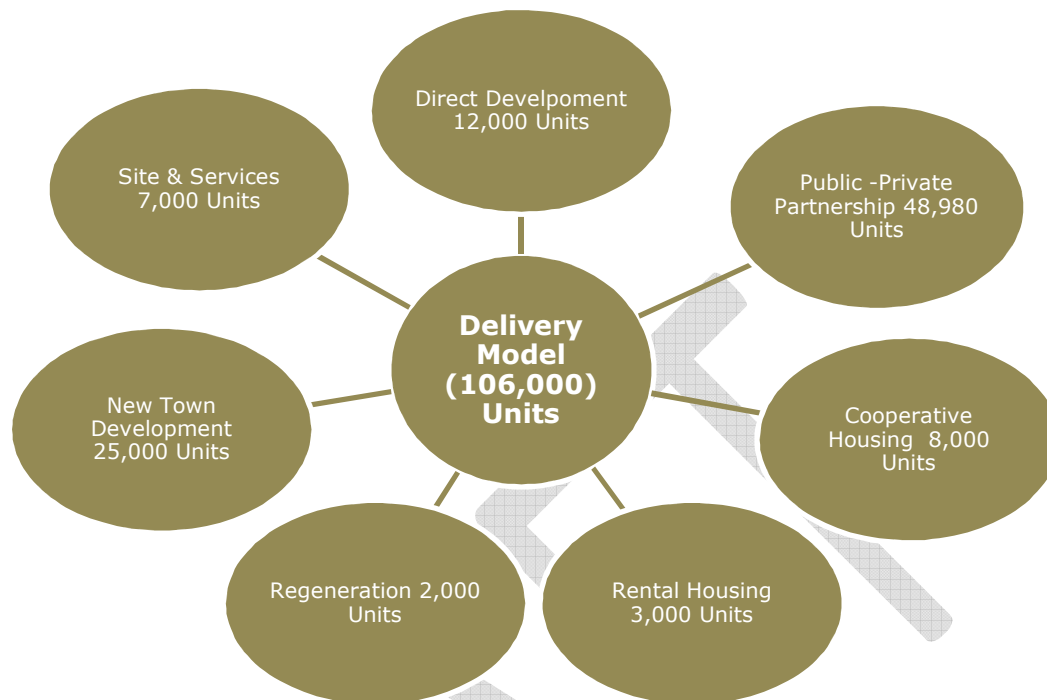 Direct Develpoment
12,000 Units
Public -Private
Partnership 48,980
Units
Cooperative
Housing  8,000
Units
Rental Housing
3,000 Units
Regeneration 2,000
Units
New Town
Development
25,000 Units
Site & Services
7,000 Units
Delivery
Model
(106,000)
Units